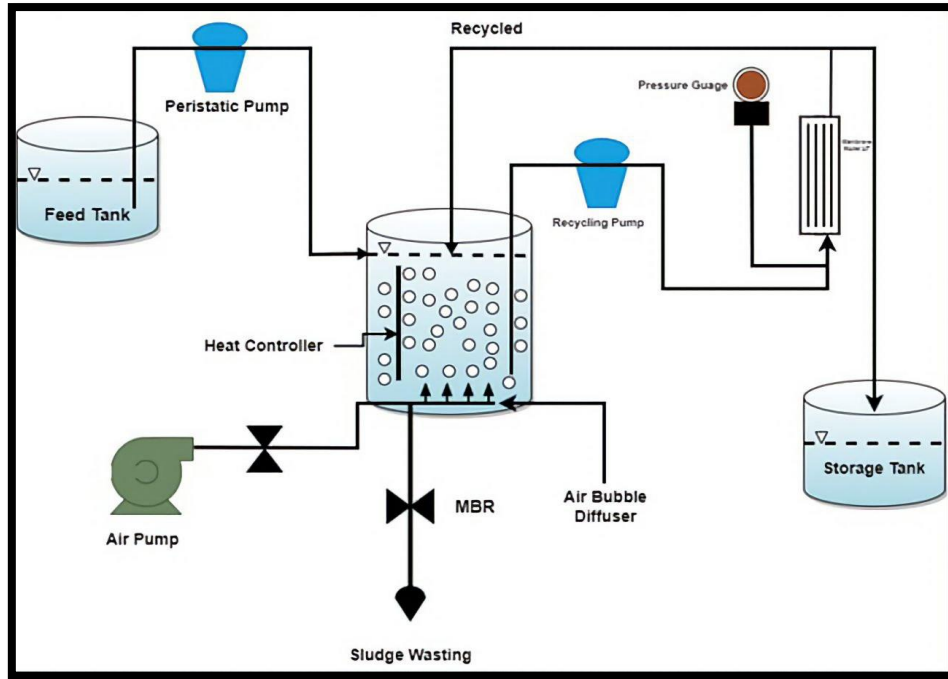 Recycled
Peristatic Pump
Pressure Guage
Feed Tank
Recycling Pump
Heat Controller
Storage Tank
Air Bubble
Diffuser
MBR
Air Pump
Sludge Wasting